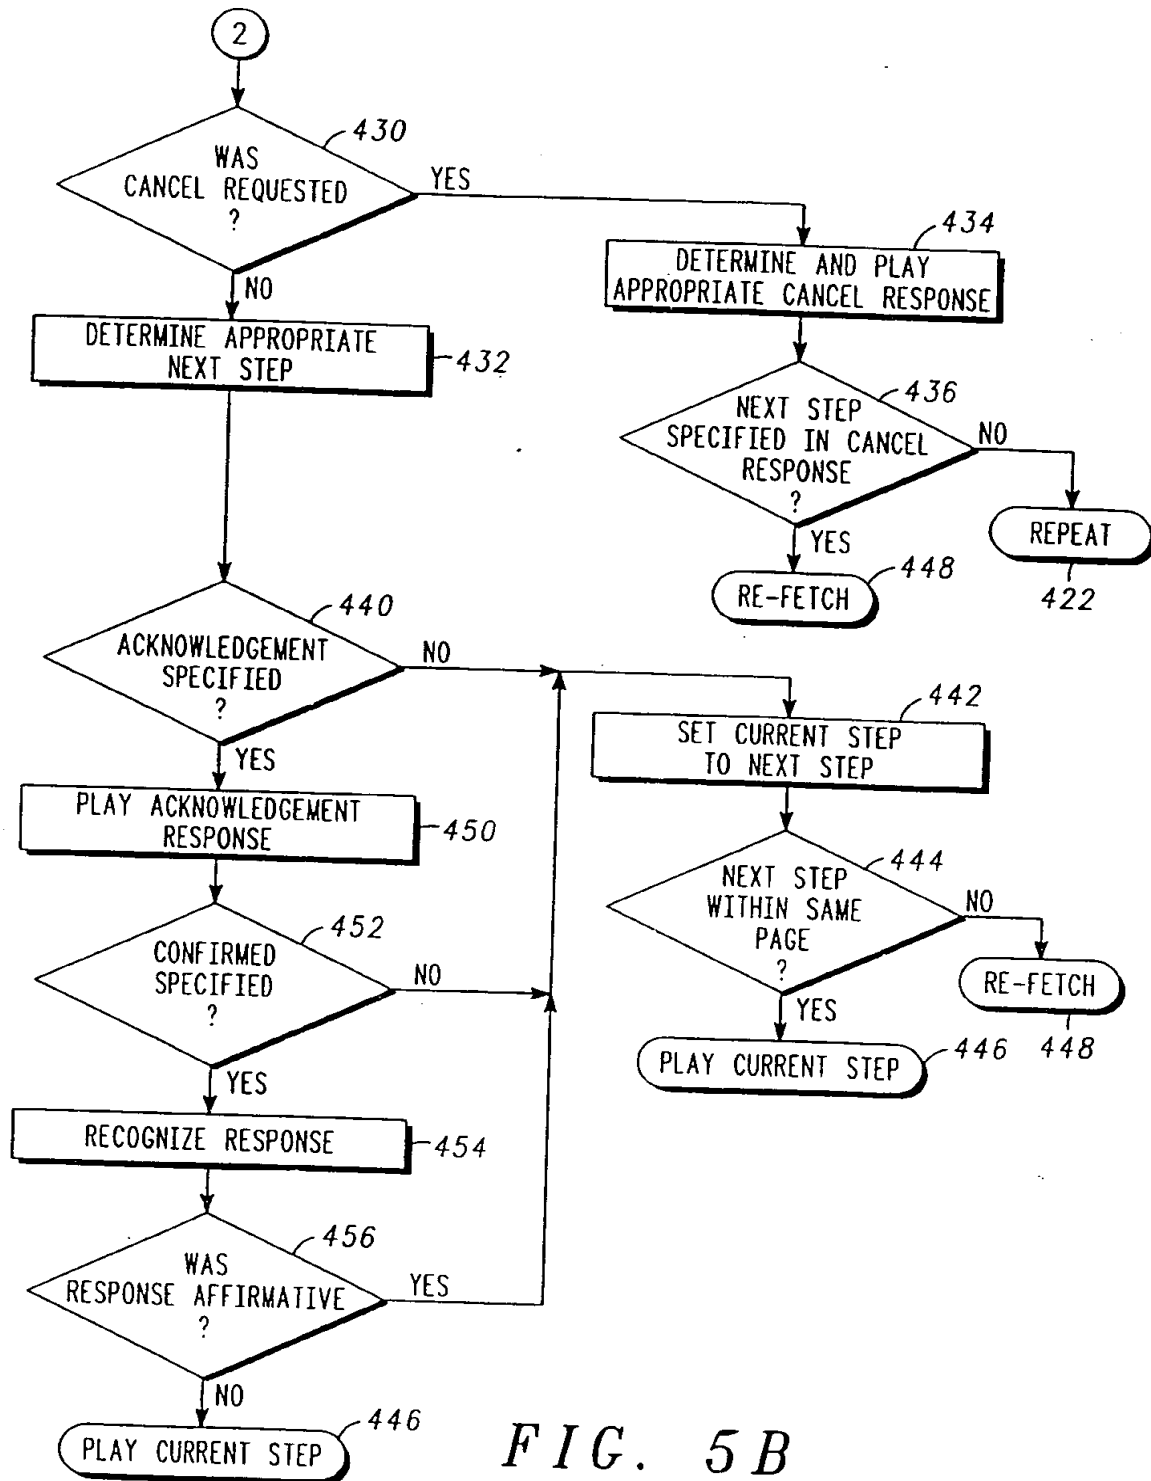 2
430
WAS
CANCEL REQUESTED
?
YES
NO
434
DETERMINE AND PLAY
APPROPRIATE CANCEL RESPONSE
DETERMINE APPROPRIATE
NEXT STEP
432
436
NEXT STEP
SPECIFIED IN CANCEL
RESPONSE
?
NO
YES
REPEAT
422
RE-FETCH
448
440
ACKNOWLEDGEMENT
SPECIFIED
?
NO
YES
442
SET CURRENT STEP
TO NEXT STEP
PLAY ACKNOWLEDGEMENT
RESPONSE
450
444
NEXT STEP
WITHIN SAME
PAGE
?
NO
YES
RE-FETCH
448
PLAY CURRENT STEP
446
452
CONFIRMED
SPECIFIED
?
NO
YES
RECOGNIZE RESPONSE
454
456
WAS
RESPONSE AFFIRMATIVE
?
YES
NO
446
PLAY CURRENT STEP
FIG. 5B